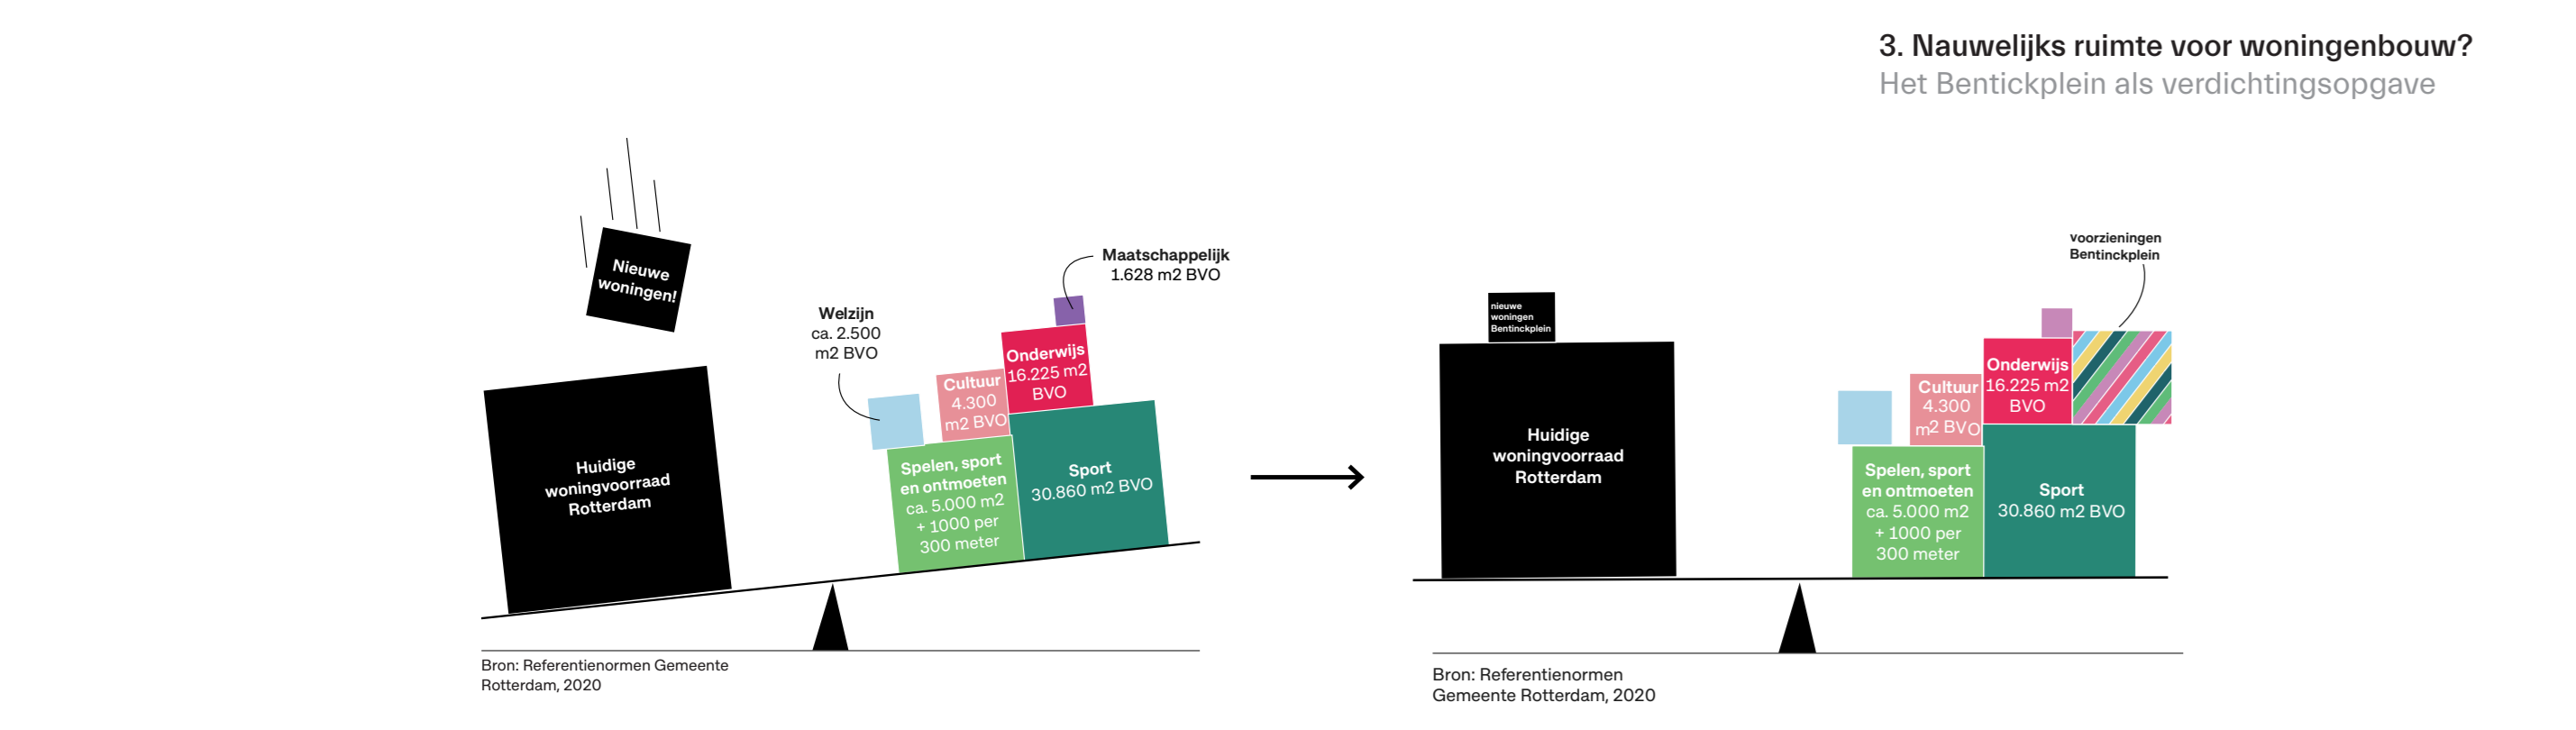 3. Nauwelijks ruimte voor woningenbouw?
Het Bentickplein als verdichtingsopgave
Nieuwe
woningen!
Huidige
woningvoorraad
Rotterdam
Welzijn
ca. 2.500
m2 BVO
Maatschappelijk
1.628 m2 BVO
Cultuur
4.300
m2 BVO
Onderwijs
16.225 m2
BVO
Spelen, sport
en ontmoeten
ca. 5.000 m2
+ 1000 per
300 meter
Sport
30.860 m2 BVO
Bron: Referentienormen Gemeente
Rotterdam, 2020
nieuwe
woningen
Bentinckplein
Huidige
woningvoorraad
Rotterdam
voorzieningen
Bentinckplein
Cultuur
4.300
m2 BVO
Onderwijs
16.225 m2
BVO
Spelen, sport
en ontmoeten
ca. 5.000 m2
+ 1000 per
300 meter
Sport
30.860 m2 BVO
Bron: Referentienormen
Gemeente Rotterdam, 2020